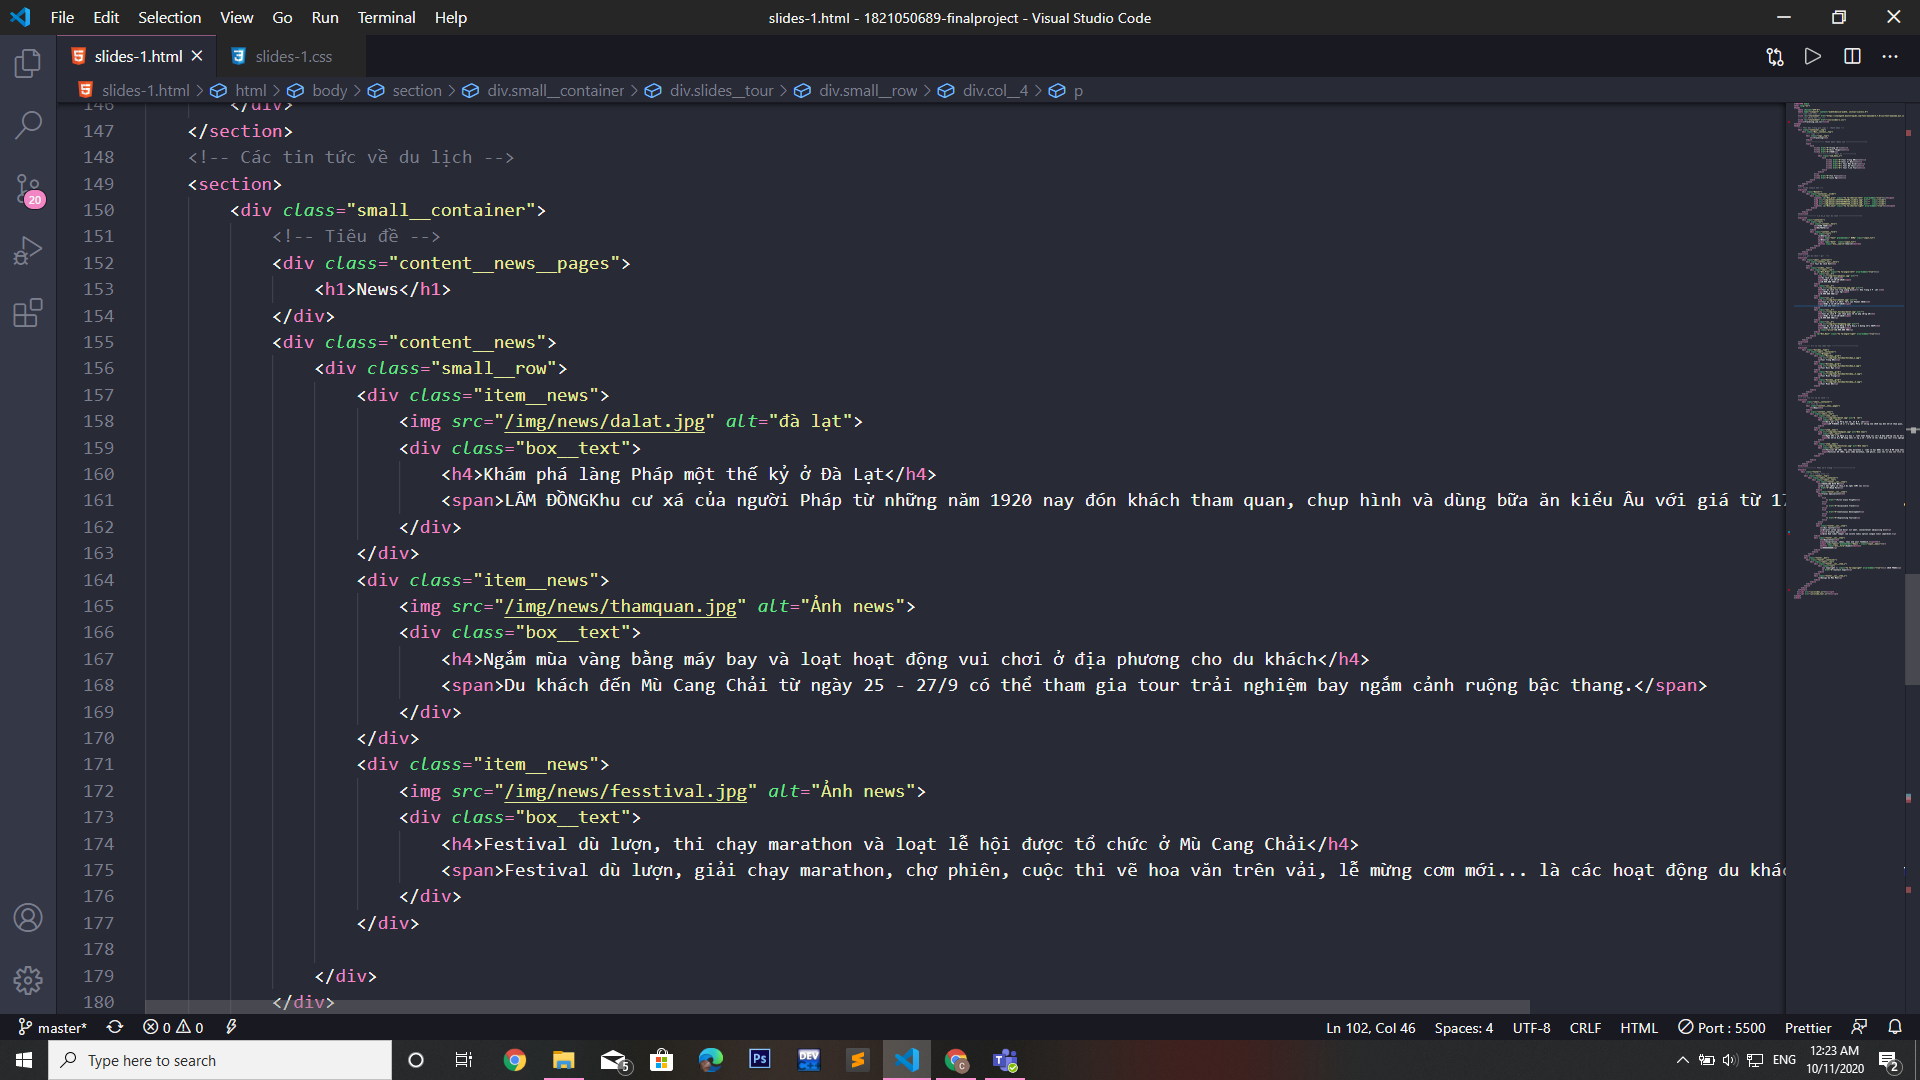 File Edit Selection View Go Run Terminal Help
slides-1.html - 1821050689-finalproject - Visual Studio Code
slides-1.html slides-1.css
slides-1.html > html > body > section > div.small__container > div.slides__tour > div.small__row > div.col__4 > p
146 </div>
147 </section>
148 <!-- Các tin tức về du lịch -->
149 <section>
150 <div class="small__container">
151 <!-- Tiêu đề -->
152 <div class="content__news__pages">
153 <h1>News</h1>
154 </div>
155 <div class="content__news">
156 <div class="small__row">
157 <div class="item__news">
158 <img src="/img/news/dalat.jpg" alt="đà lạt">
159 <div class="box__text">
160 <h4>Khám phá làng Pháp một thế kỷ ở Đà Lạt</h4>
161 <span>LÂM ĐỒNGKhu cư xá của người Pháp từ những năm 1920 nay đón khách tham quan, chụp hình và dùng bữa ăn kiểu Âu với giá từ 17
162 </div>
163 </div>
164 <div class="item__news">
165 <img src="/img/news/thamquan.jpg" alt="Ảnh news">
166 <div class="box__text">
167 <h4>Ngắm mùa vàng bằng máy bay và loạt hoạt động vui chơi ở địa phương cho du khách</h4>
168 <span>Du khách đến Mù Cang Chải từ ngày 25 - 27/9 có thể tham gia tour trải nghiệm bay ngắm cảnh ruộng bậc thang.</span>
169 </div>
170 </div>
171 <div class="item__news">
172 <img src="/img/news/fesstival.jpg" alt="Ảnh news">
173 <div class="box__text">
174 <h4>Festival dù lượn, thi chạy marathon và loạt lễ hội được tổ chức ở Mù Cang Chải</h4>
175 <span>Festival dù lượn, giải chạy marathon, chợ phiên, cuộc thi vẽ hoa văn trên vải, lễ mừng cơm mới... là các hoạt động du khác
176 </div>
177 </div>
178
179 </div>
180 </div>
20
master* 0 0 Ln 102, Col 46 Spaces: 4 UTF-8 CRLF HTML Port : 5500 Prettier
Type here to search
5
Ps
DEV
ENG
12:23 AM
10/11/2020
2